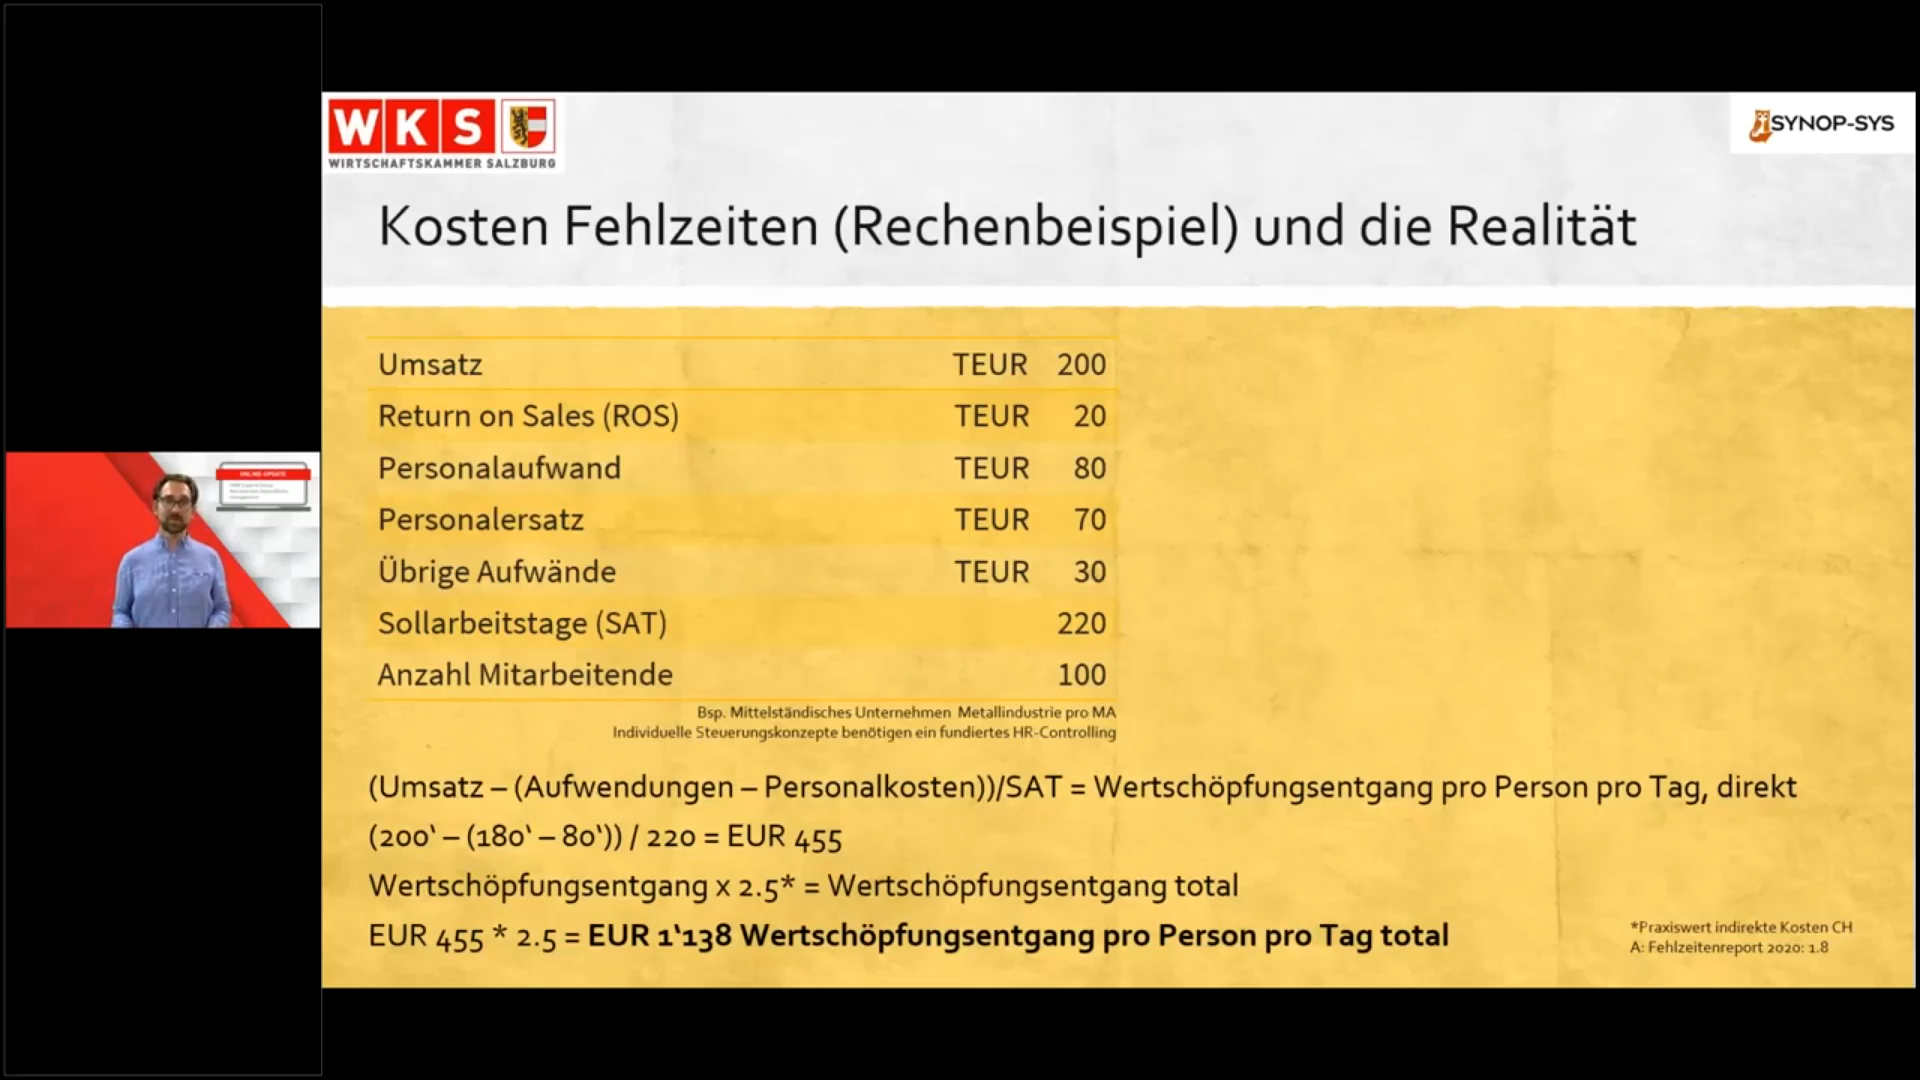 WKS
WIRTSCHAFTSKAMMER SALZBURG
SYNOP-SYS
Kosten Fehlzeiten (Rechenbeispiel) und die Realität
Umsatz TEUR 200
Return on Sales (ROS) TEUR 20
Personalaufwand TEUR 80
Personalersatz TEUR 70
Übrige Aufwände TEUR 30
Sollarbeitstage (SAT) 220
Anzahl Mitarbeitende 100
Bsp. Mittelständisches Unternehmen Metallindustrie pro MA
Individuelle Steuerungskonzepte benötigen ein fundiertes HR-Controlling
ONLINE-UPDATE
(Umsatz – (Aufwendungen – Personalkosten))/SAT = Wertschöpfungsentgang pro Person pro Tag, direkt
(200‘ – (180‘ – 80‘)) / 220 = EUR 455
Wertschöpfungsentgang x 2.5* = Wertschöpfungsentgang total
EUR 455 * 2.5 = EUR 1‘138 Wertschöpfungsentgang pro Person pro Tag total
*Praxiswert indirekte Kosten CH
A: Fehlzeitenreport 2020: 1.8